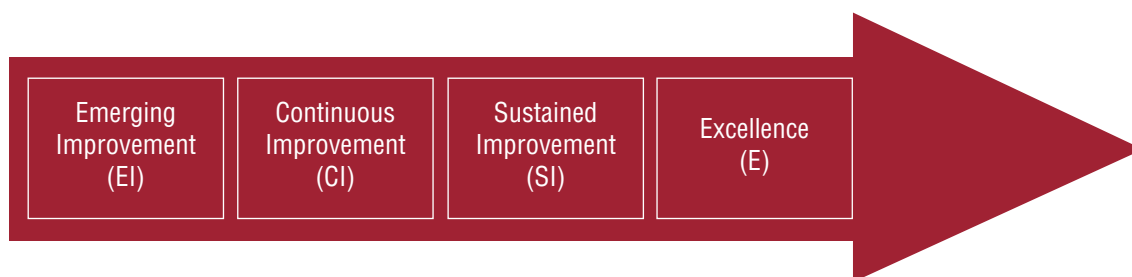 Emerging
Improvement
(EI)
Continuous
Improvement
(CI)
Sustained
Improvement
(SI)
Excellence
(E)